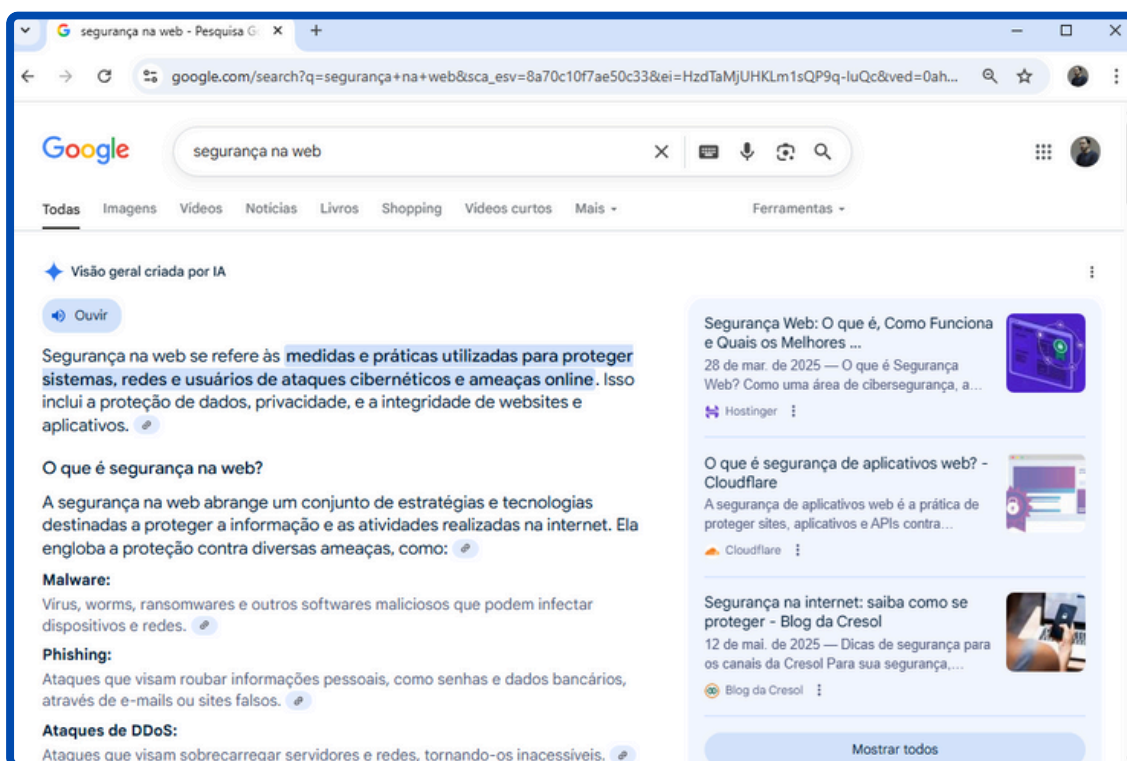 segurança na web - Pesquisa G
google.com/search?q=segurança+na+web&sca_esv=8a70c10f7ae50c33&ei=HzdTaMjUHKLm1sQP9q-luQc&ved=0ah...
Google
segurança na web
Todas Imagens Vídeos Notícias Livros Shopping Vídeos curtos Mais Ferramentas
Visão geral criada por IA
Ouvir
Segurança na web se refere às medidas e práticas utilizadas para proteger
sistemas, redes e usuários de ataques cibernéticos e ameaças online. Isso
inclui a proteção de dados, privacidade, e a integridade de websites e
aplicativos.
O que é segurança na web?
A segurança na web abrange um conjunto de estratégias e tecnologias
destinadas a proteger a informação e as atividades realizadas na internet. Ela
engloba a proteção contra diversas ameaças, como:
Malware:
Vírus, worms, ransomwares e outros softwares maliciosos que podem infectar
dispositivos e redes.
Phishing:
Ataques que visam roubar informações pessoais, como senhas e dados bancários,
através de e-mails ou sites falsos.
Ataques de DDoS:
Ataques que visam sobrecarregar servidores e redes, tornando-os inacessíveis.
Segurança Web: O que é, Como Funciona
e Quais os Melhores ...
28 de mar. de 2025 — O que é Segurança
Web? Como uma área de cibersegurança, a...
Hostinger
O que é segurança de aplicativos web? -
Cloudflare
A segurança de aplicativos web é a prática de
proteger sites, aplicativos e APIs contra...
Cloudflare
Segurança na internet: saiba como se
proteger - Blog da Cresol
12 de mai. de 2025 — Dicas de segurança para
os canais da Cresol Para sua segurança,...
Blog da Cresol
Mostrar todos